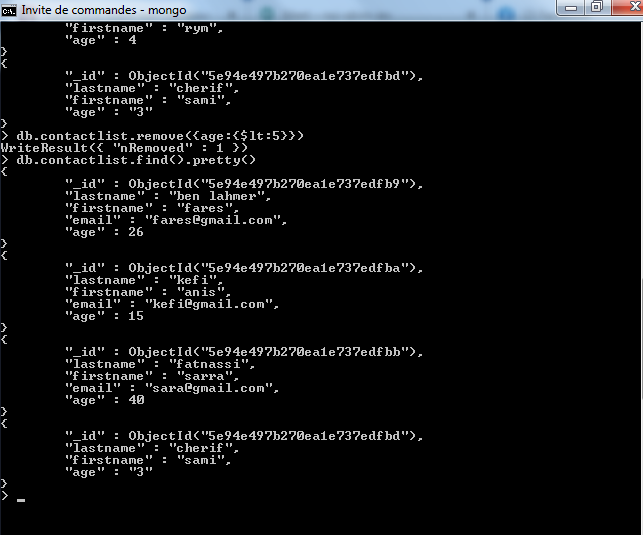 Invite de commandes - mongo
"firstname" : "rym",
"age" : 4
}
{
"_id" : ObjectId("5e94e497b270ea1e737edfbd"),
"lastname" : "cherif",
"firstname" : "sami",
"age" : "3"
}
> db.contactlist.remove({age:{$lt:5}})
WriteResult({ "nRemoved" : 1 })
> db.contactlist.find().pretty()
{
"_id" : ObjectId("5e94e497b270ea1e737edfb9"),
"lastname" : "ben lahmer",
"firstname" : "fares",
"email" : "fares@gmail.com",
"age" : 26
}
{
"_id" : ObjectId("5e94e497b270ea1e737edfba"),
"lastname" : "kefi",
"firstname" : "anis",
"email" : "kefi@gmail.com",
"age" : 15
}
{
"_id" : ObjectId("5e94e497b270ea1e737edfbb"),
"lastname" : "fatnassi",
"firstname" : "sarra",
"email" : "sara@gmail.com",
"age" : 40
}
{
"_id" : ObjectId("5e94e497b270ea1e737edfbd"),
"lastname" : "cherif",
"firstname" : "sami",
"age" : "3"
}
> _